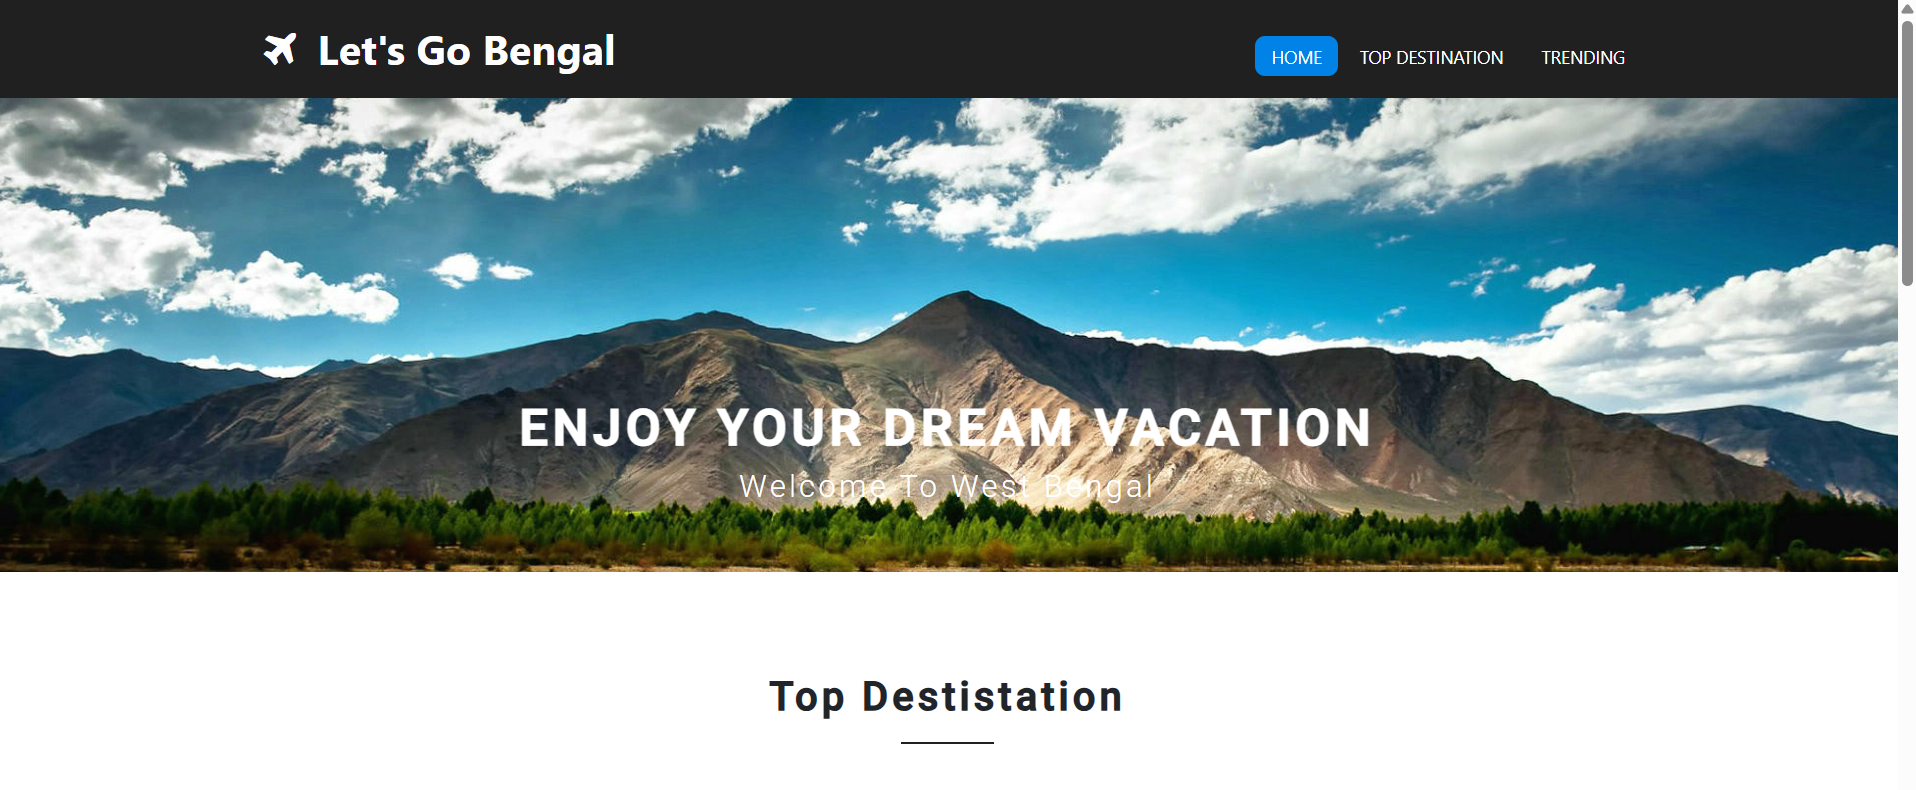 Let's Go Bengal
HOME TOP DESTINATION TRENDING
ENJOY YOUR DREAM VACATION
Welcome To West Bengal
Top Destistation